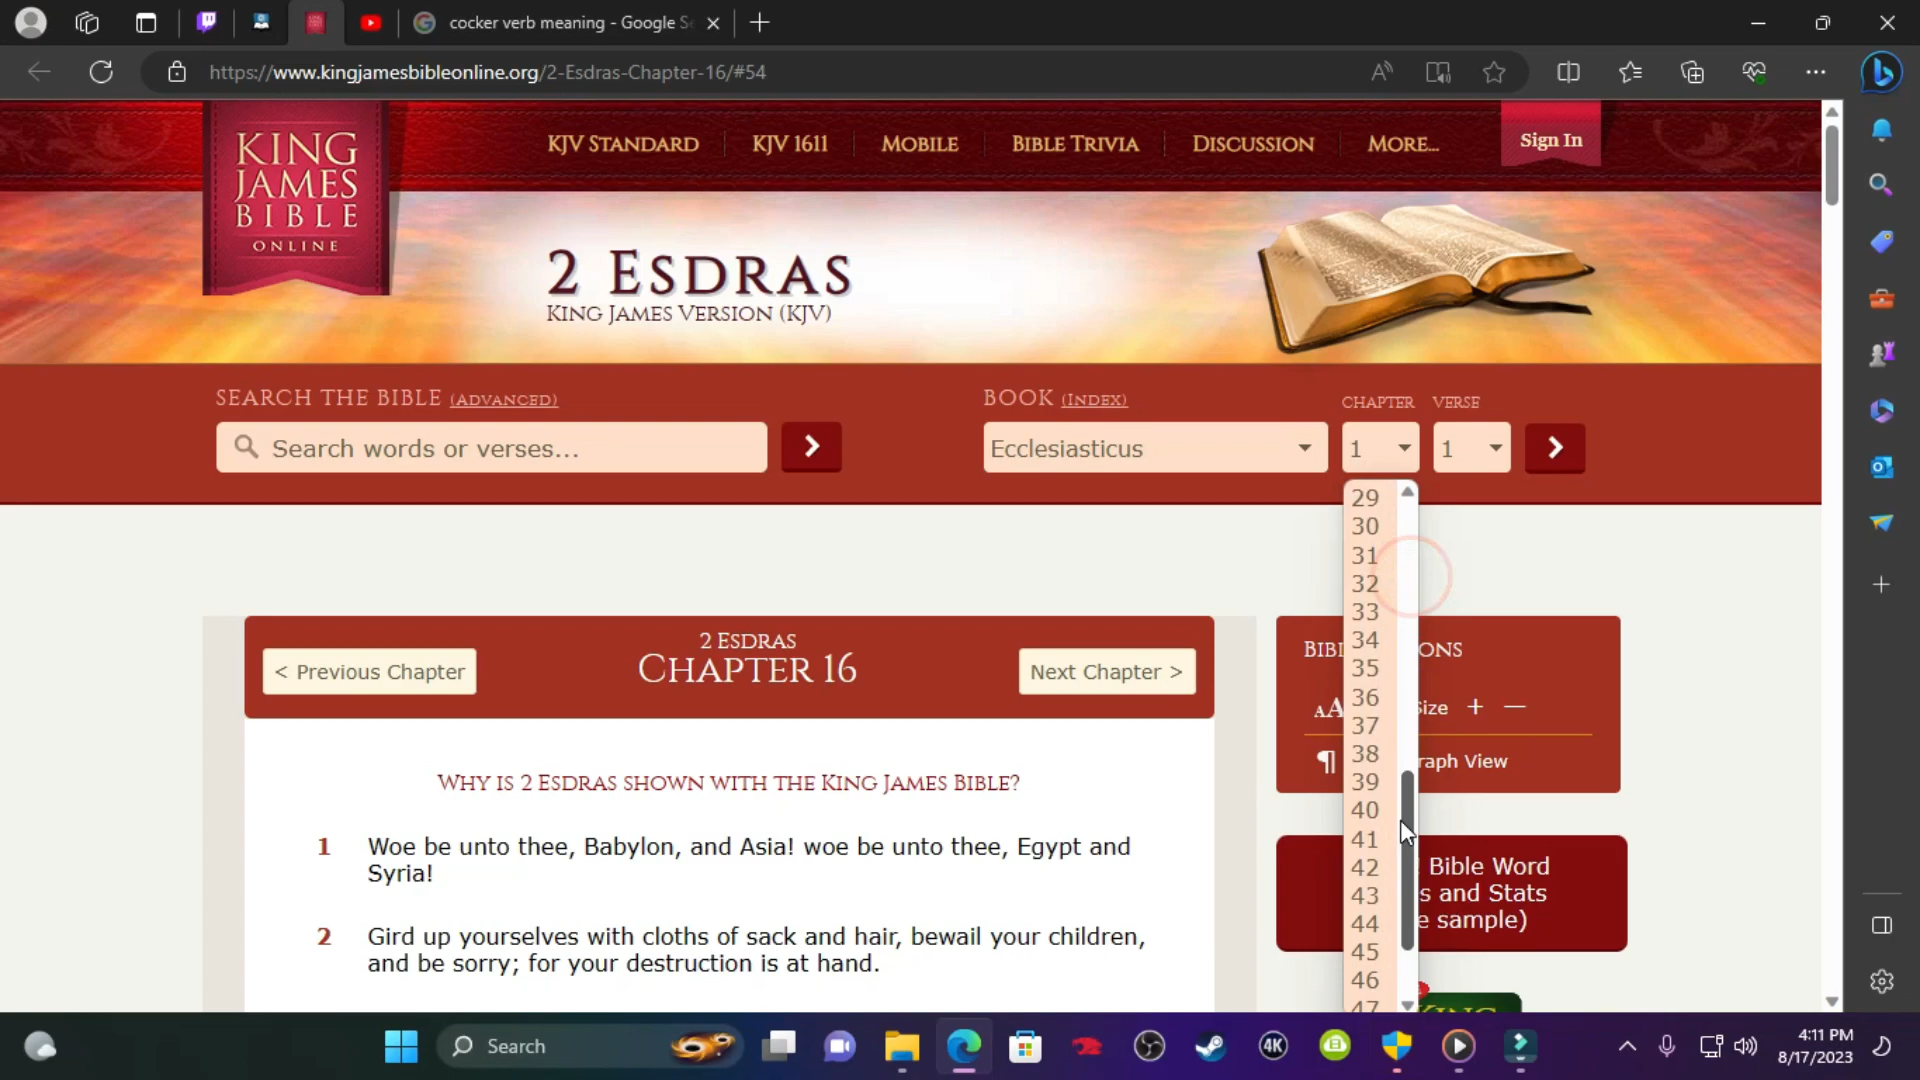 cocker verb meaning - Google Se
https://www.kingjamesbibleonline.org/2-Esdras-Chapter-16/#54
KING
JAMES
BIBLE
ONLINE
KJV STANDARD
KJV 1611
MOBILE
BIBLE TRIVIA
DISCUSSION
MORE...
Sign In
2 ESDRAS
KING JAMES VERSION (KJV)
SEARCH THE BIBLE (ADVANCED)
BOOK (INDEX)
CHAPTER
VERSE
Search words or verses...
Ecclesiasticus
1
1
29
30
31
32
33
34
35
36
37
38
39
40
41
42
43
44
45
46
47
2 ESDRAS
< Previous Chapter
CHAPTER 16
Next Chapter >
WHY IS 2 ESDRAS SHOWN WITH THE KING JAMES BIBLE?
1 Woe be unto thee, Babylon, and Asia! woe be unto thee, Egypt and
Syria!
2 Gird up yourselves with cloths of sack and hair, bewail your children,
and be sorry; for your destruction is at hand.
BIBL ONS
AA Size + —
¶ raph View
Bible Word
s and Stats
e sample)
KING
Search
4K
4:11 PM
8/17/2023